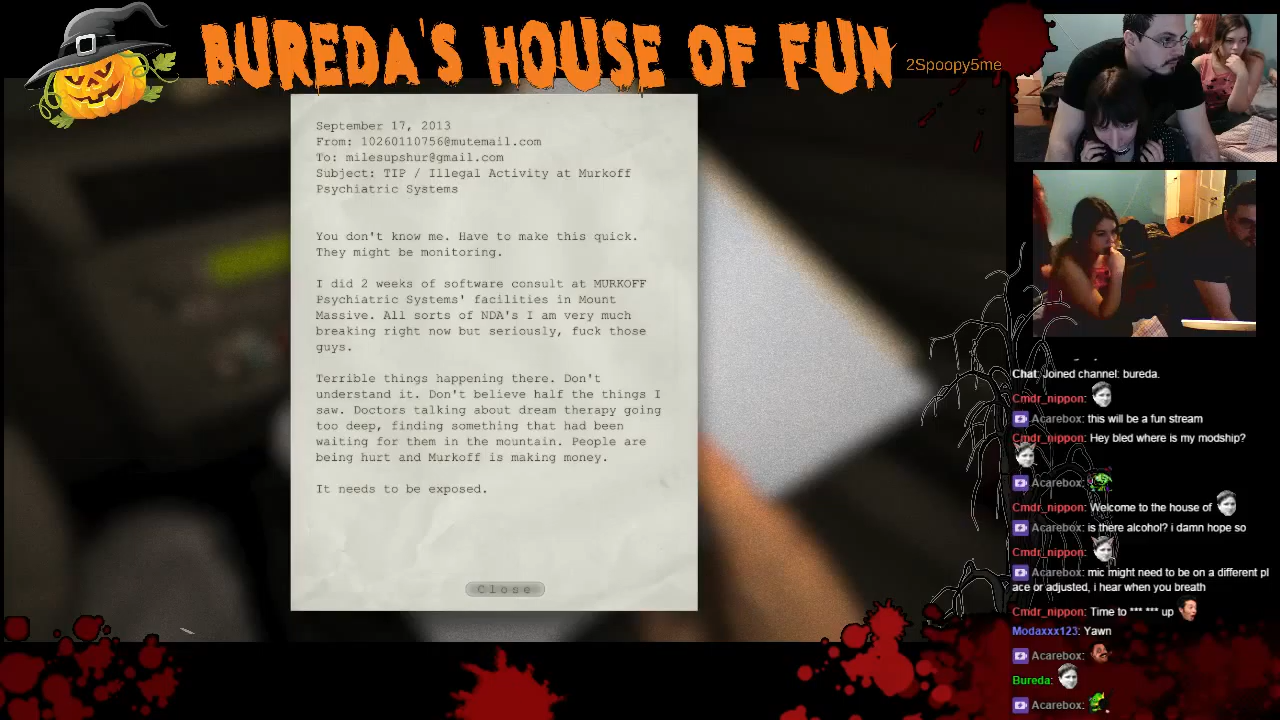 BUREDA'S HOUSE OF FUN
2Spoopy5me
September 17, 2013
From: 10260110756@mutemail.com
To: milesupshur@gmail.com
Subject: TIP / Illegal Activity at Murkoff
Psychiatric Systems
You don't know me. Have to make this quick.
They might be monitoring.
I did 2 weeks of software consult at MURKOFF
Psychiatric Systems' facilities in Mount
Massive. All sorts of NDA's I am very much
breaking right now but seriously, fuck those
guys.
Terrible things happening there. Don't
understand it. Don't believe half the things I
saw. Doctors talking about dream therapy going
too deep, finding something that had been
waiting for them in the mountain. People are
being hurt and Murkoff is making money.
It needs to be exposed.
Close
Chat: Joined channel: bureda.
Cmdr_nippon:
Acarebox: this will be a fun stream
Cmdr_nippon: Hey bled where is my modship?
Acarebox:
Cmdr_nippon: Welcome to the house of
Acarebox: is there alcohol? i damn hope so
Cmdr_nippon:
Acarebox: mic might need to be on a different pl
ace or adjusted, i hear when you breath
Cmdr_nippon: Time to *** *** up
Modaxxx123: Yawn
Acarebox:
Bureda:
Acarebox: